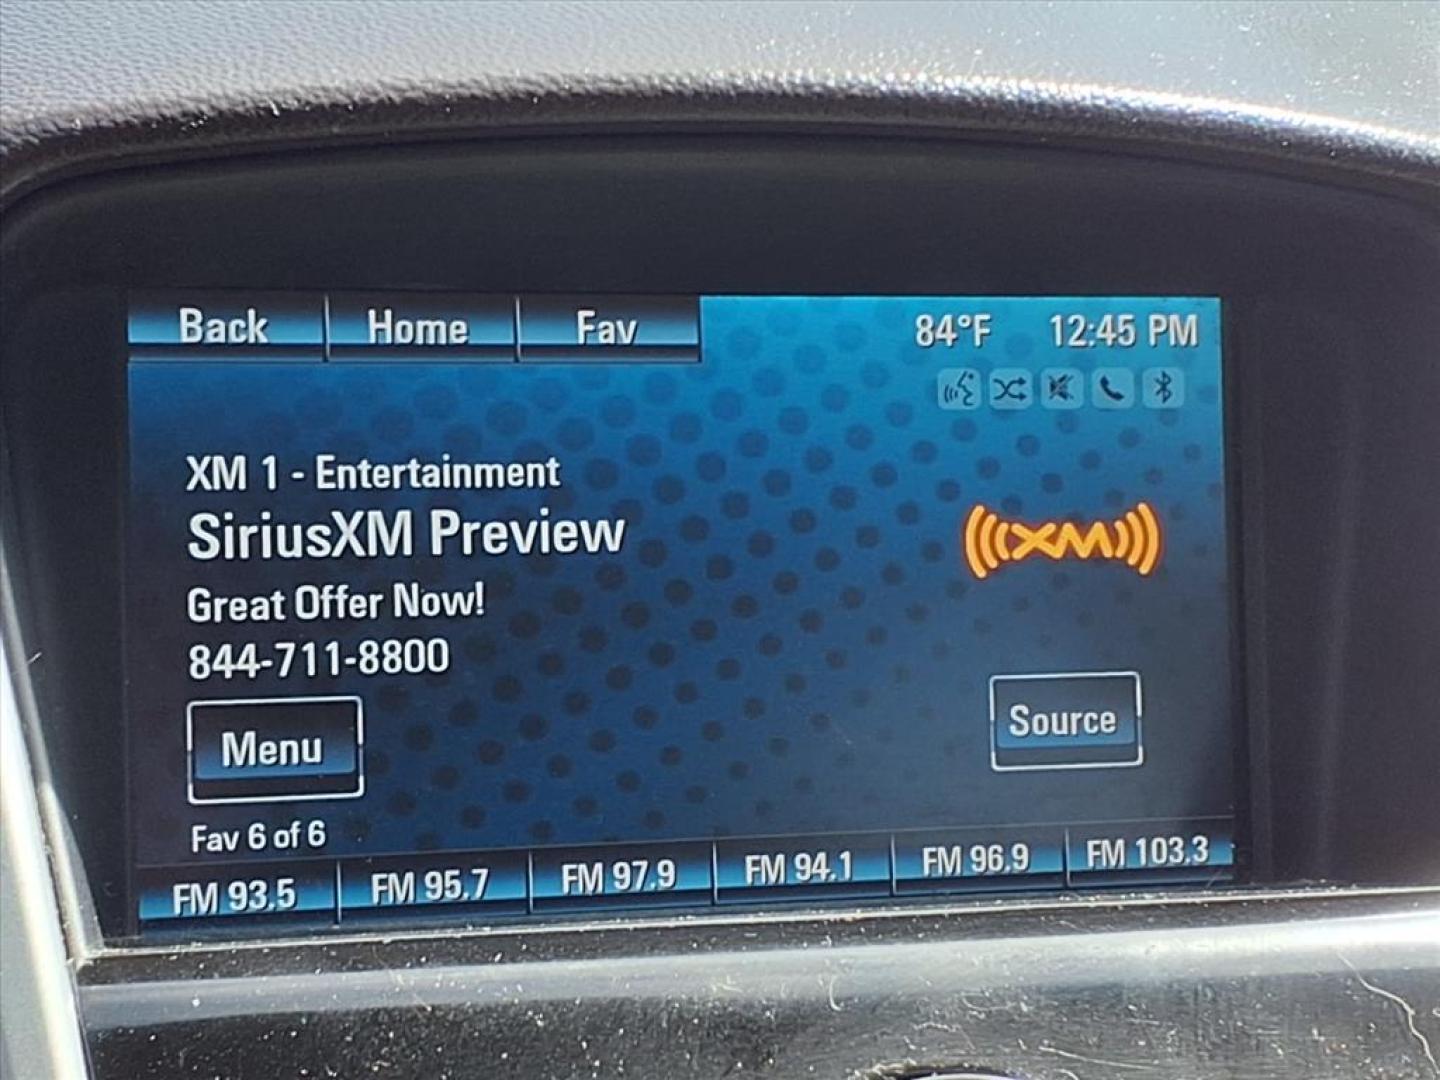 Back Home Fav 84°F 12:45 PM
XM 1 - Entertainment
SiriusXM Preview
(((XM)))
Great Offer Now!
844-711-8800
Menu Source
Fav 6 of 6
FM 93.5 FM 95.7 FM 97.9 FM 94.1 FM 96.9 FM 103.3